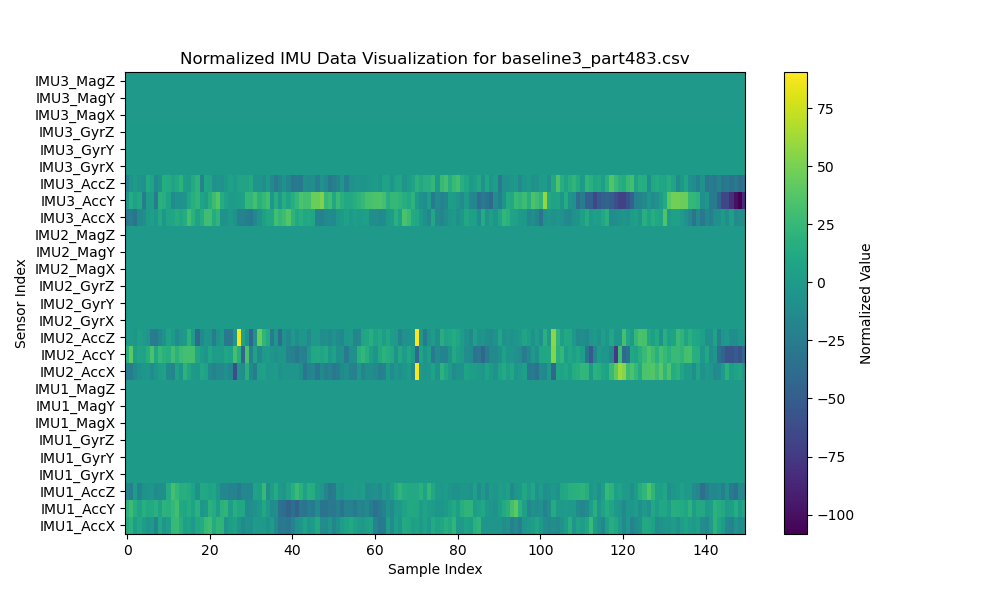 Normalized IMU Data Visualization for baseline3_part483.csv
IMU3_MagZ
IMU3_MagY
IMU3_MagX
IMU3_GyrZ
IMU3_GyrY
IMU3_GyrX
IMU3_AccZ
IMU3_AccY
IMU3_AccX
IMU2_MagZ
IMU2_MagY
IMU2_MagX
IMU2_GyrZ
IMU2_GyrY
IMU2_GyrX
IMU2_AccZ
IMU2_AccY
IMU2_AccX
IMU1_MagZ
IMU1_MagY
IMU1_MagX
IMU1_GyrZ
IMU1_GyrY
IMU1_GyrX
IMU1_AccZ
IMU1_AccY
IMU1_AccX
Sensor Index
0 20 40 60 80 100 120 140
Sample Index
75
50
25
0
−25
−50
−75
−100
Normalized Value